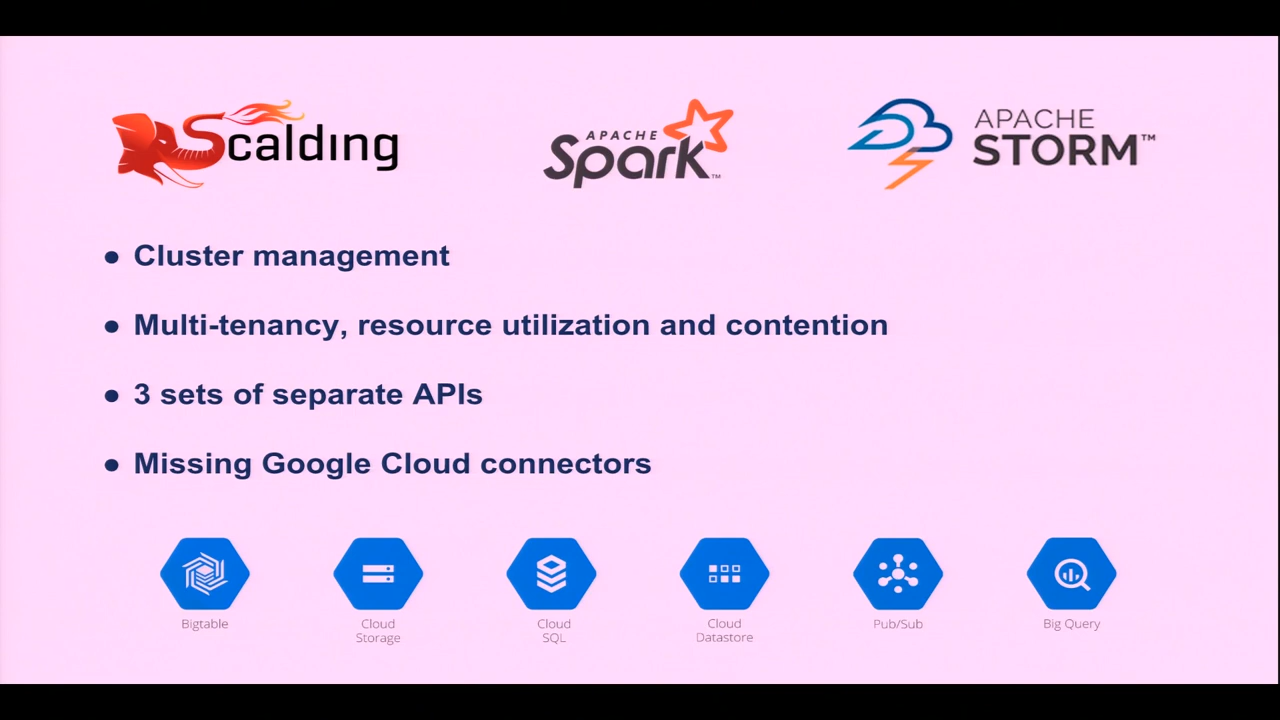 Scalding
APACHE
Spark™
APACHE
STORM™
● Cluster management
● Multi-tenancy, resource utilization and contention
● 3 sets of separate APIs
● Missing Google Cloud connectors
Bigtable
Cloud
Storage
Cloud
SQL
Cloud
Datastore
Pub/Sub
Big Query